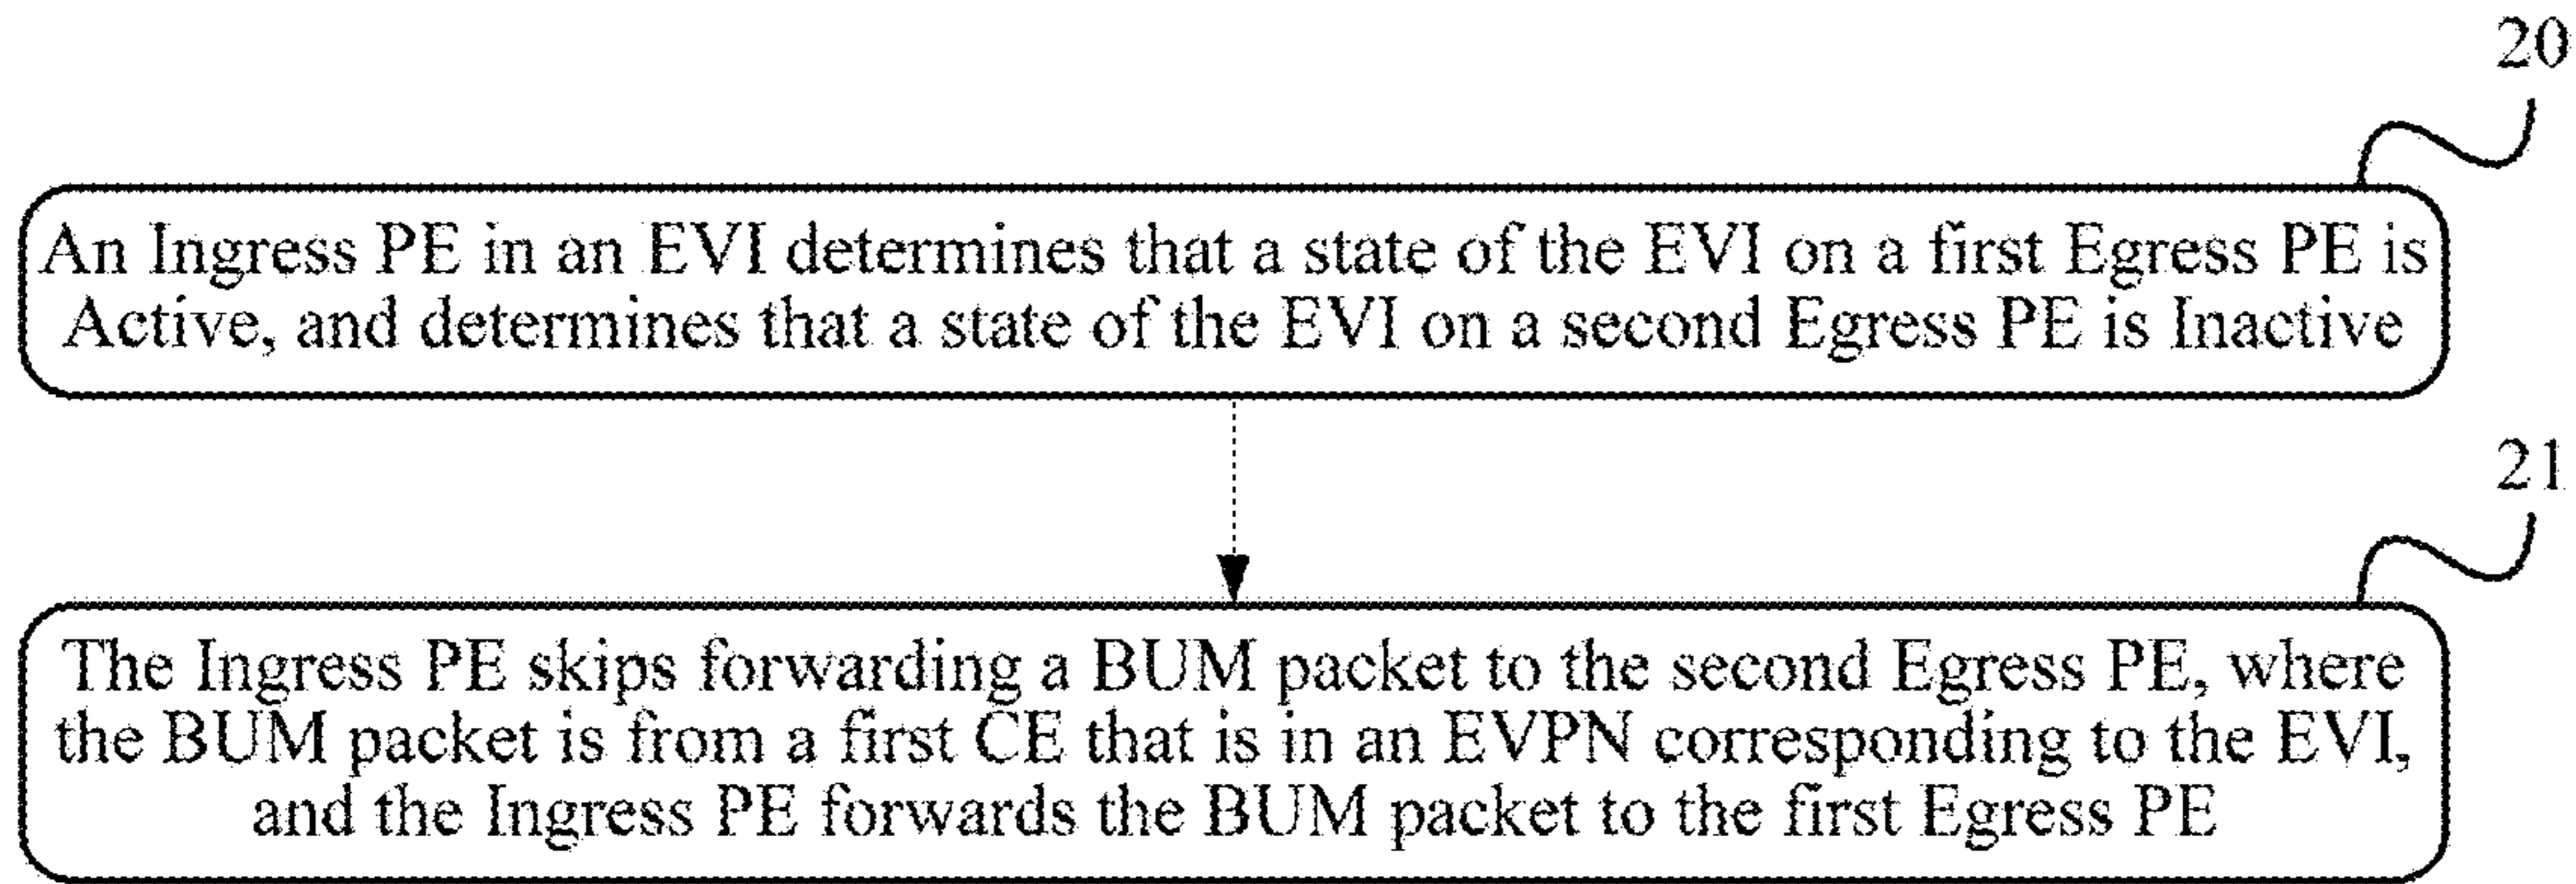 20
An Ingress PE in an EVI determines that a state of the EVI on a first Egress PE is
Active, and determines that a state of the EVI on a second Egress PE is Inactive
21
The Ingress PE skips forwarding a BUM packet to the second Egress PE, where
the BUM packet is from a first CE that is in an EVPN corresponding to the EVI,
and the Ingress PE forwards the BUM packet to the first Egress PE